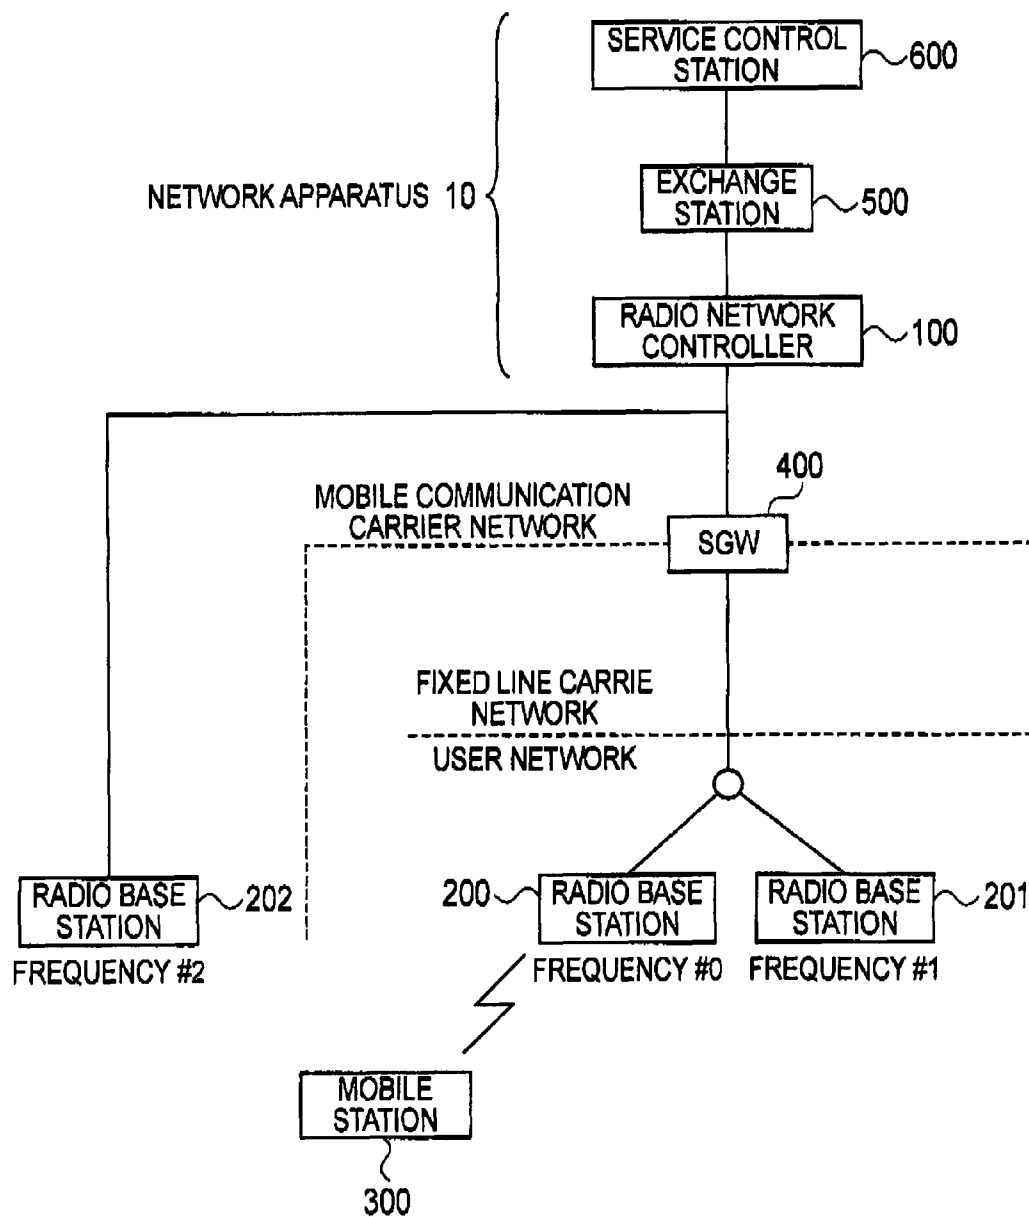 SERVICE CONTROL
STATION
600
NETWORK APPARATUS 10
EXCHANGE
STATION
500
RADIO NETWORK
CONTROLLER
100
400
MOBILE COMMUNICATION
CARRIER NETWORK
SGW
FIXED LINE CARRIE
NETWORK
USER NETWORK
RADIO BASE
STATION
202
FREQUENCY #2
200
RADIO BASE
STATION
FREQUENCY #0
RADIO BASE
STATION
201
FREQUENCY #1
MOBILE
STATION
300